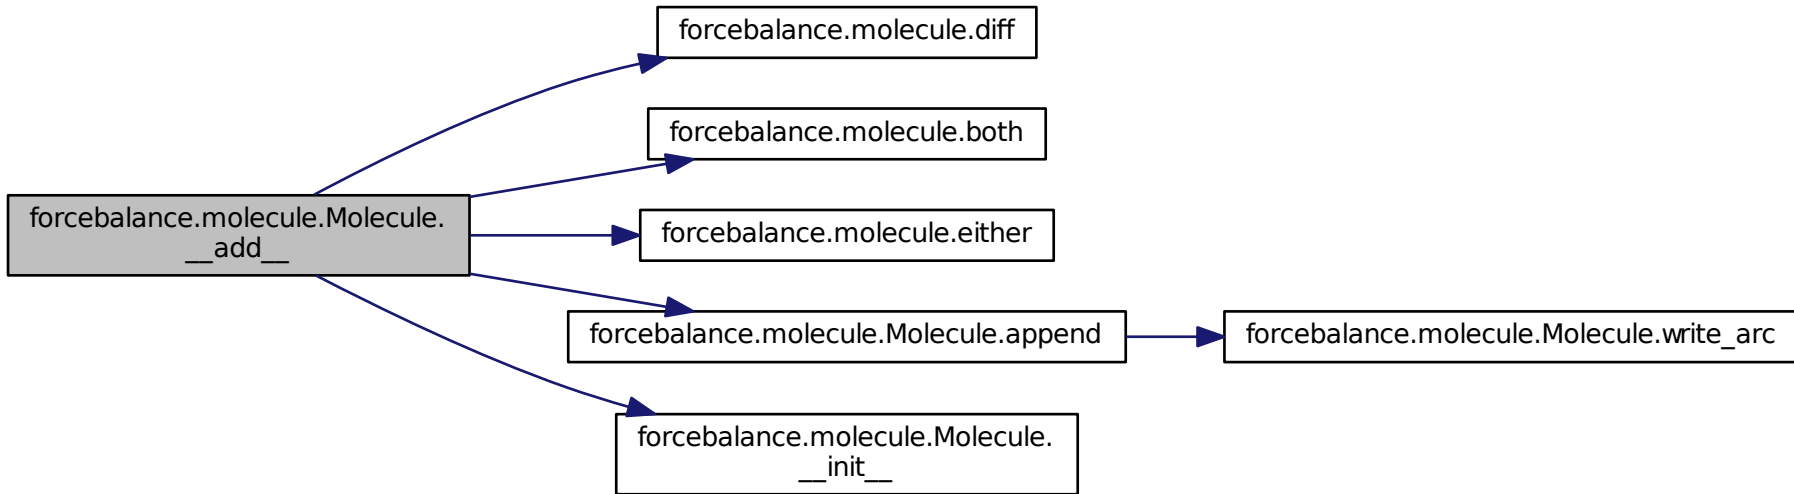 forcebalance.molecule.diff
forcebalance.molecule.both
forcebalance.molecule.Molecule.
__add__
forcebalance.molecule.either
forcebalance.molecule.Molecule.append
forcebalance.molecule.Molecule.write_arc
forcebalance.molecule.Molecule.
__init__